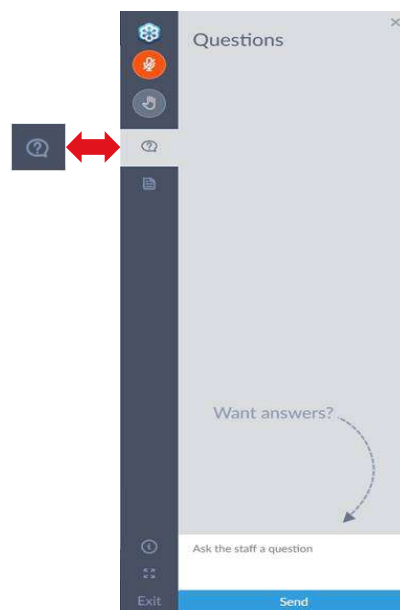 Questions
Want answers?
Ask the staff a question
Exit
Send